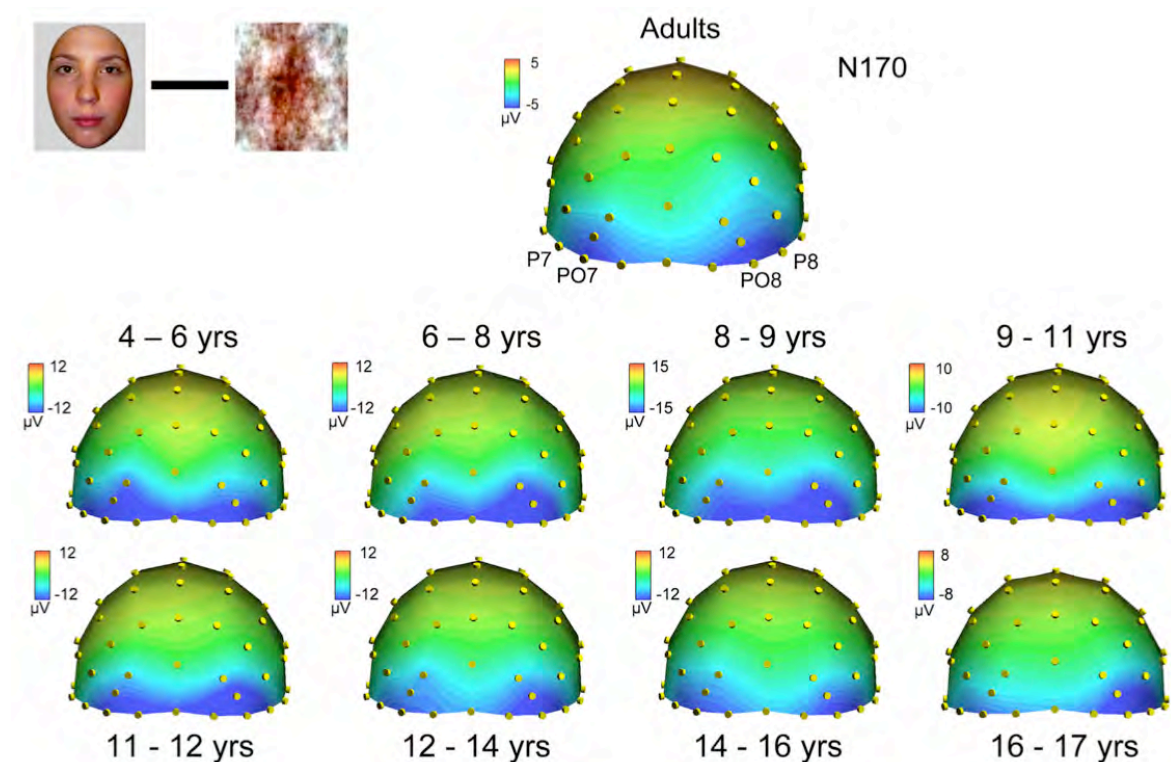 Adults
N170
5
-5
µV
P7
PO7
PO8
P8
4 – 6 yrs
6 – 8 yrs
8 - 9 yrs
9 - 11 yrs
12
-12
µV
12
-12
µV
15
-15
µV
10
-10
µV
12
-12
µV
12
-12
µV
12
-12
µV
8
-8
µV
11 - 12 yrs
12 - 14 yrs
14 - 16 yrs
16 - 17 yrs